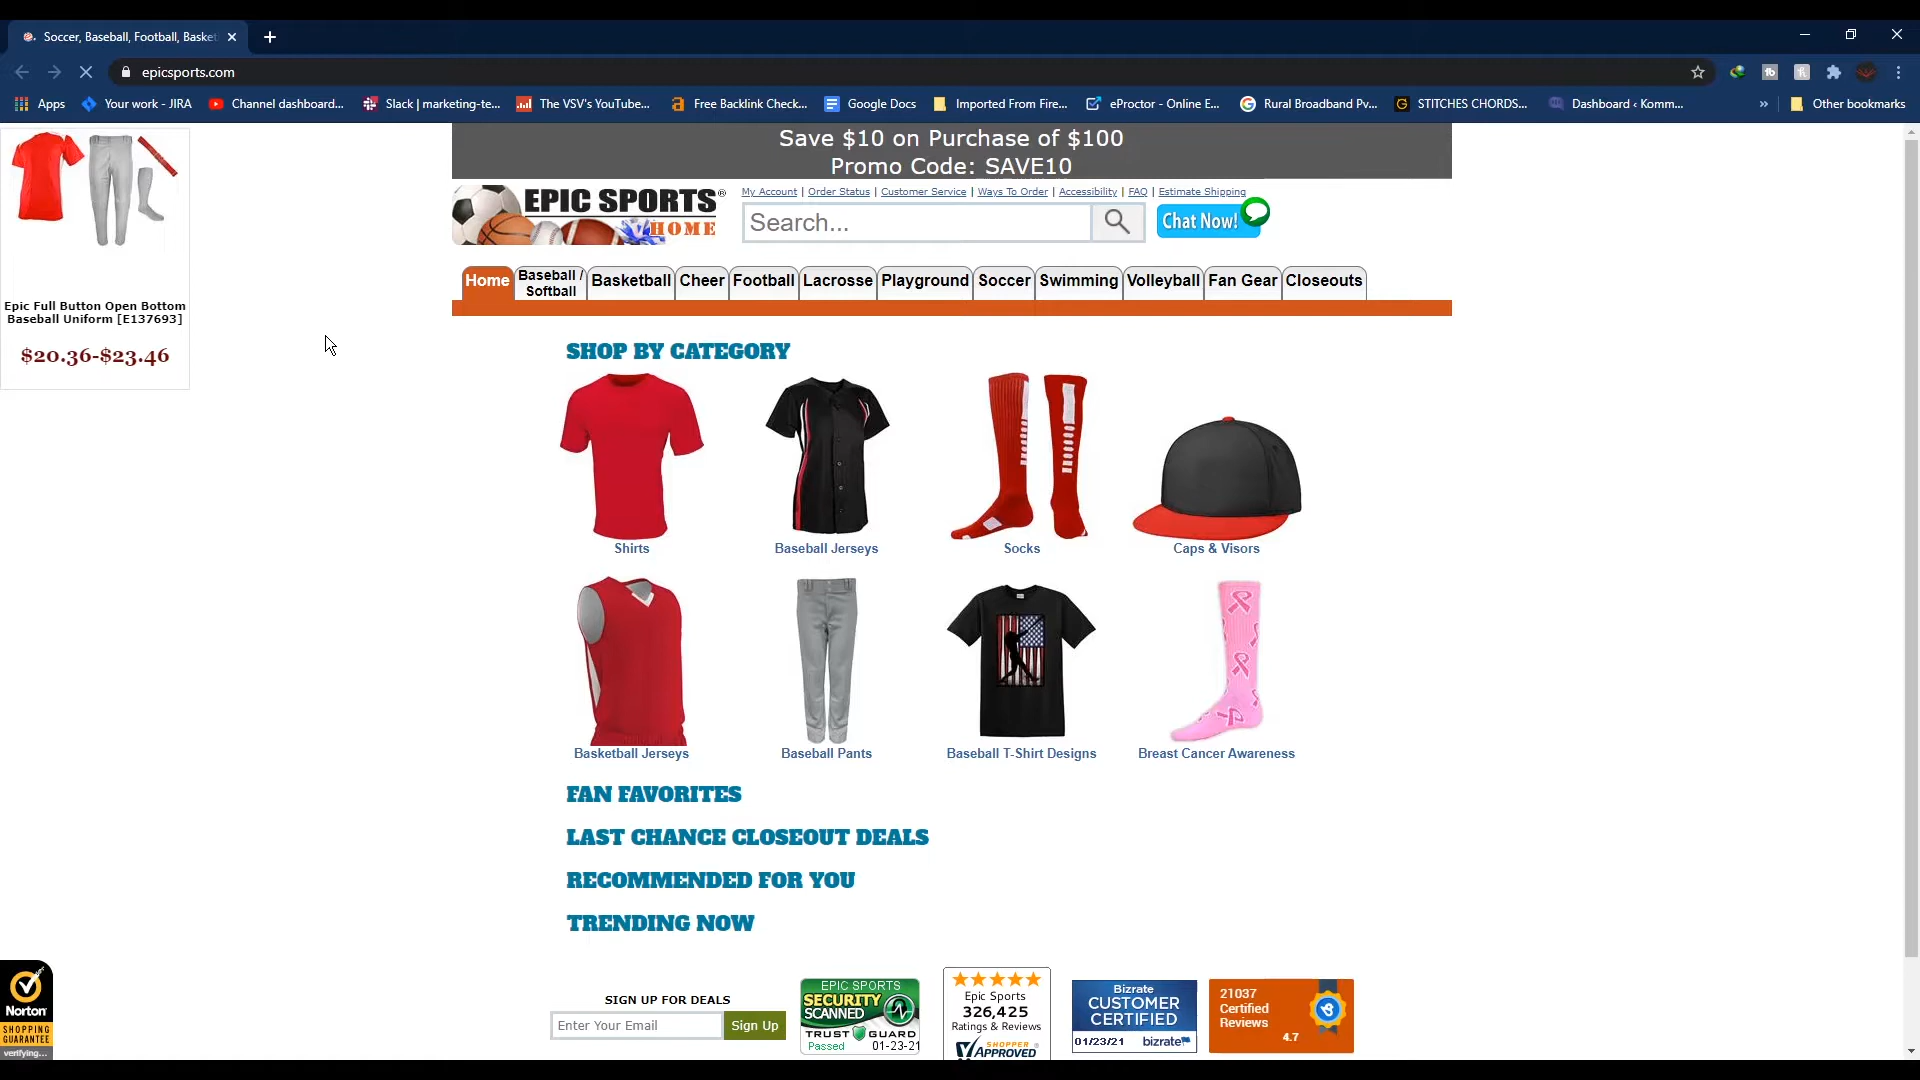 Soccer, Baseball, Football, Basket
epicsports.com
Apps
Your work - JIRA
Channel dashboard...
Slack | marketing-te...
The VSV's YouTube...
Free Backlink Check...
Google Docs
Imported From Fire...
eProctor - Online E...
Rural Broadband Pv...
STITCHES CHORDS...
Dashboard ‹ Komm...
»
Other bookmarks
Save $10 on Purchase of $100
Promo Code: SAVE10
EPIC SPORTS®
HOME
My Account | Order Status | Customer Service | Ways To Order | Accessibility | FAQ | Estimate Shipping
Search...
Chat Now!
Home
Baseball /
Softball
Basketball
Cheer
Football
Lacrosse
Playground
Soccer
Swimming
Volleyball
Fan Gear
Closeouts
Epic Full Button Open Bottom
Baseball Uniform [E137693]
$20.36-$23.46
SHOP BY CATEGORY
Shirts
Baseball Jerseys
Socks
Caps & Visors
Basketball Jerseys
Baseball Pants
Baseball T-Shirt Designs
Breast Cancer Awareness
FAN FAVORITES
LAST CHANCE CLOSEOUT DEALS
RECOMMENDED FOR YOU
TRENDING NOW
Norton
SHOPPING
GUARANTEE
verifying...
SIGN UP FOR DEALS
Enter Your Email
Sign Up
EPIC SPORTS
SECURITY
SCANNED
TRUST GUARD
Passed 01-23-21
Epic Sports
326,425
Ratings & Reviews
SHOPPER
APPROVED®
Bizrate
CUSTOMER
CERTIFIED
01/23/21 bizrate
21037
Certified
Reviews
4.7